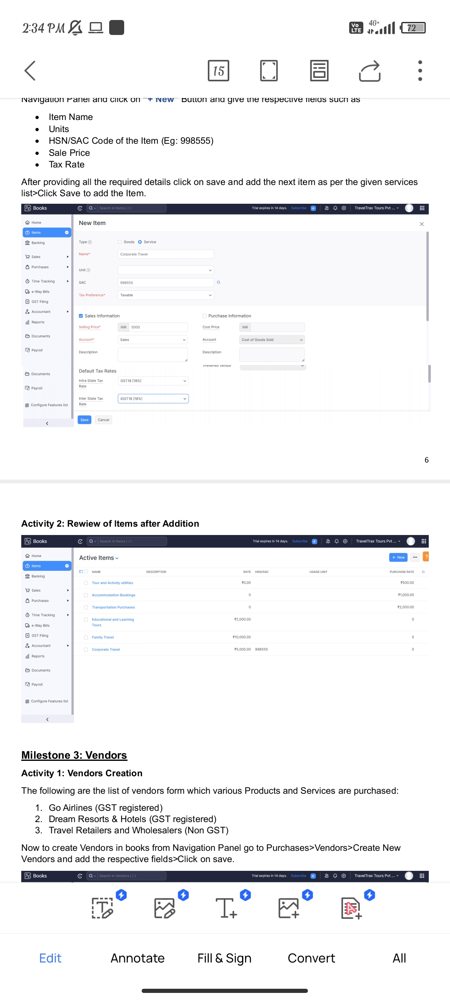 2:34 PM
Vo LTE 4G+ 72
15
Navigation Panel and click on "+ New" Button and give the respective fields such as
• Item Name
• Units
• HSN/SAC Code of the Item (Eg: 998555)
• Sale Price
• Tax Rate
After providing all the required details click on save and add the next item as per the given services
list>Click Save to add the Item.
Books Search in Items ( / ) Trial expires in 14 days. Subscribe TravelTrax Tours Pvt ...
Home
Items
Banking
Sales
Purchases
Time Tracking
e-Way Bills
GST Filing
Accountant
Reports
Documents
Payroll
Documents
Payroll
Configure Features list
New Item
Type Goods Service
Name* Corporate Travel
Unit
SAC 998555
Tax Preference* Taxable
Sales Information Purchase Information
Selling Price* INR 5000 Cost Price INR
Account* Sales Account Cost of Goods Sold
Description Description
Preferred Vendor
Default Tax Rates
Intra State Tax Rate GST18 [18%]
Inter State Tax Rate IGST18 [18%]
Save Cancel
6
Activity 2: Rewiew of Items after Addition
Books Search in Items ( / ) Trial expires in 14 days. Subscribe TravelTrax Tours Pvt ...
Home
Items
Banking
Sales
Purchases
Time Tracking
e-Way Bills
GST Filing
Accountant
Reports
Documents
Payroll
Configure Features list
Active Items + New ?
NAME DESCRIPTION RATE HSN/SAC USAGE UNIT PURCHASE RATE
Tour and Activity utilities ₹0.00 ₹500.00
Accommodation Bookings 0 ₹1,000.00
Transportation Purchases 0 ₹2,000.00
Educational and Learning ₹2,000.00 0
Tours
Family Travel ₹10,000.00 0
Corporate Travel ₹5,000.00 998555 0
Milestone 3: Vendors
Activity 1: Vendors Creation
The following are the list of vendors form which various Products and Services are purchased:
1. Go Airlines (GST registered)
2. Dream Resorts & Hotels (GST registered)
3. Travel Retailers and Wholesalers (Non GST)
Now to create Vendors in books from Navigation Panel go to Purchases>Vendors>Create New
Vendors and add the respective fields>Click on save.
Books Search in Vendors ( / ) Trial expires in 14 days. Subscribe TravelTrax Tours Pvt ...
Edit Annotate Fill & Sign Convert All